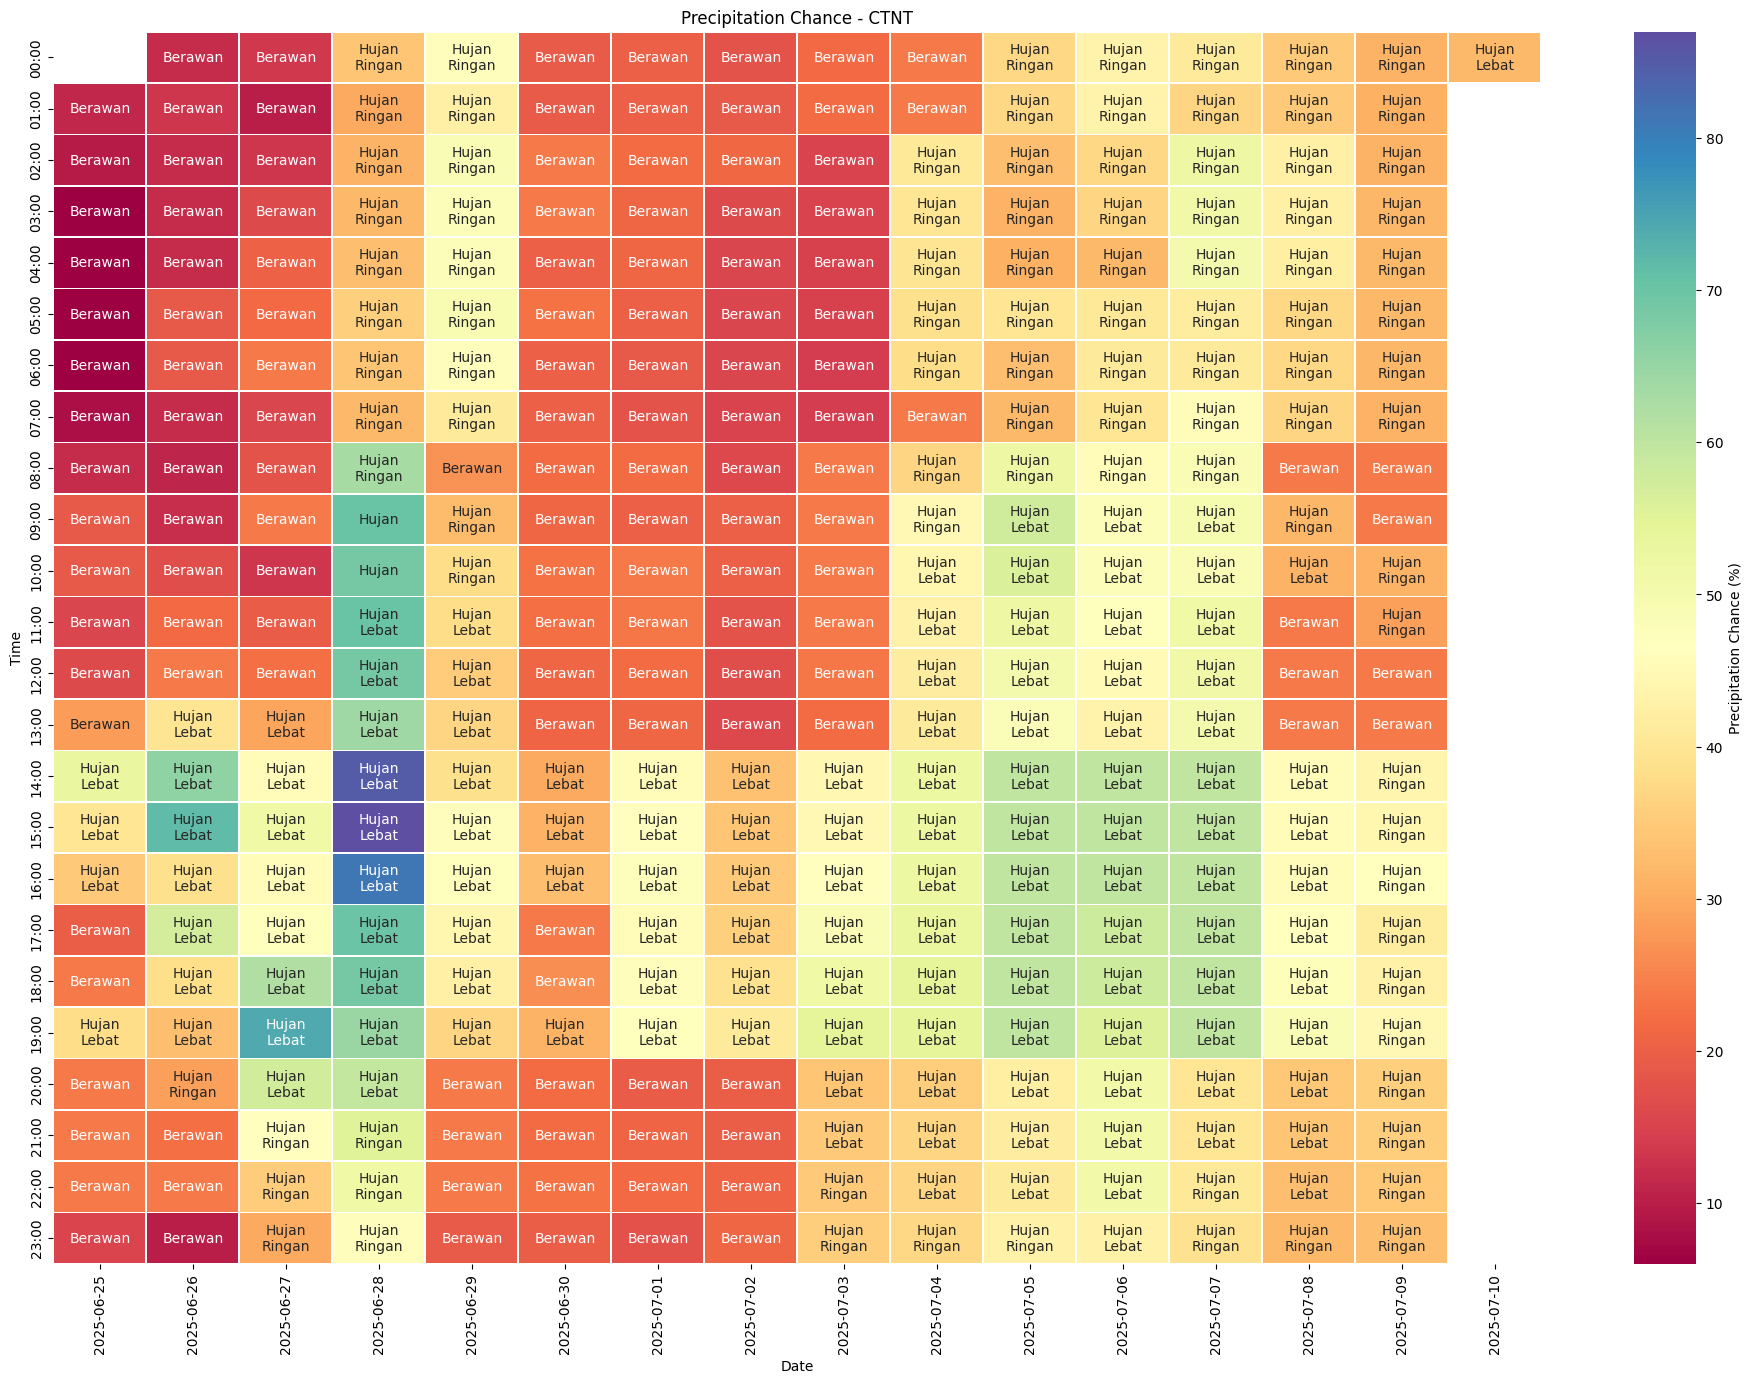 Precipitation Chance - CTNT
00:00 Berawan Berawan Hujan Ringan Hujan Ringan Berawan Berawan Berawan Berawan Berawan Hujan Ringan Hujan Ringan Hujan Ringan Hujan Ringan Hujan Ringan Hujan Lebat
01:00 Berawan Berawan Berawan Hujan Ringan Hujan Ringan Berawan Berawan Berawan Berawan Berawan Hujan Ringan Hujan Ringan Hujan Ringan Hujan Ringan Hujan Ringan
02:00 Berawan Berawan Berawan Hujan Ringan Hujan Ringan Berawan Berawan Berawan Berawan Hujan Ringan Hujan Ringan Hujan Ringan Hujan Ringan Hujan Ringan Hujan Ringan
03:00 Berawan Berawan Berawan Hujan Ringan Hujan Ringan Berawan Berawan Berawan Berawan Hujan Ringan Hujan Ringan Hujan Ringan Hujan Ringan Hujan Ringan Hujan Ringan
04:00 Berawan Berawan Berawan Hujan Ringan Hujan Ringan Berawan Berawan Berawan Berawan Hujan Ringan Hujan Ringan Hujan Ringan Hujan Ringan Hujan Ringan Hujan Ringan
05:00 Berawan Berawan Berawan Hujan Ringan Hujan Ringan Berawan Berawan Berawan Berawan Hujan Ringan Hujan Ringan Hujan Ringan Hujan Ringan Hujan Ringan Hujan Ringan
06:00 Berawan Berawan Berawan Hujan Ringan Hujan Ringan Berawan Berawan Berawan Berawan Hujan Ringan Hujan Ringan Hujan Ringan Hujan Ringan Hujan Ringan Hujan Ringan
07:00 Berawan Berawan Berawan Hujan Ringan Hujan Ringan Berawan Berawan Berawan Berawan Berawan Hujan Ringan Hujan Ringan Hujan Ringan Hujan Ringan Hujan Ringan
08:00 Berawan Berawan Berawan Hujan Ringan Berawan Berawan Berawan Berawan Berawan Hujan Ringan Hujan Ringan Hujan Ringan Hujan Ringan Berawan Berawan
09:00 Berawan Berawan Berawan Hujan Hujan Ringan Berawan Berawan Berawan Berawan Hujan Ringan Hujan Lebat Hujan Lebat Hujan Lebat Hujan Ringan Berawan
10:00 Berawan Berawan Berawan Hujan Hujan Ringan Berawan Berawan Berawan Berawan Hujan Lebat Hujan Lebat Hujan Lebat Hujan Lebat Hujan Lebat Hujan Ringan
11:00 Berawan Berawan Berawan Hujan Lebat Hujan Lebat Berawan Berawan Berawan Berawan Hujan Lebat Hujan Lebat Hujan Lebat Hujan Lebat Berawan Hujan Ringan
12:00 Berawan Berawan Berawan Hujan Lebat Hujan Lebat Berawan Berawan Berawan Berawan Hujan Lebat Hujan Lebat Hujan Lebat Hujan Lebat Berawan Berawan
13:00 Berawan Hujan Lebat Hujan Lebat Hujan Lebat Hujan Lebat Berawan Berawan Berawan Berawan Hujan Lebat Hujan Lebat Hujan Lebat Hujan Lebat Berawan Berawan
14:00 Hujan Lebat Hujan Lebat Hujan Lebat Hujan Lebat Hujan Lebat Hujan Lebat Hujan Lebat Hujan Lebat Hujan Lebat Hujan Lebat Hujan Lebat Hujan Lebat Hujan Lebat Hujan Lebat Hujan Ringan
15:00 Hujan Lebat Hujan Lebat Hujan Lebat Hujan Lebat Hujan Lebat Hujan Lebat Hujan Lebat Hujan Lebat Hujan Lebat Hujan Lebat Hujan Lebat Hujan Lebat Hujan Lebat Hujan Lebat Hujan Ringan
16:00 Hujan Lebat Hujan Lebat Hujan Lebat Hujan Lebat Hujan Lebat Hujan Lebat Hujan Lebat Hujan Lebat Hujan Lebat Hujan Lebat Hujan Lebat Hujan Lebat Hujan Lebat Hujan Lebat Hujan Ringan
17:00 Berawan Hujan Lebat Hujan Lebat Hujan Lebat Hujan Lebat Berawan Hujan Lebat Hujan Lebat Hujan Lebat Hujan Lebat Hujan Lebat Hujan Lebat Hujan Lebat Hujan Lebat Hujan Ringan
18:00 Berawan Hujan Lebat Hujan Lebat Hujan Lebat Hujan Lebat Berawan Hujan Lebat Hujan Lebat Hujan Lebat Hujan Lebat Hujan Lebat Hujan Lebat Hujan Lebat Hujan Lebat Hujan Ringan
19:00 Hujan Lebat Hujan Lebat Hujan Lebat Hujan Lebat Hujan Lebat Hujan Lebat Hujan Lebat Hujan Lebat Hujan Lebat Hujan Lebat Hujan Lebat Hujan Lebat Hujan Lebat Hujan Lebat Hujan Ringan
20:00 Berawan Hujan Ringan Hujan Lebat Hujan Lebat Berawan Berawan Berawan Berawan Hujan Lebat Hujan Lebat Hujan Lebat Hujan Lebat Hujan Lebat Hujan Lebat Hujan Ringan
21:00 Berawan Berawan Hujan Ringan Hujan Ringan Berawan Berawan Berawan Berawan Hujan Lebat Hujan Lebat Hujan Lebat Hujan Lebat Hujan Lebat Hujan Lebat Hujan Ringan
22:00 Berawan Berawan Hujan Ringan Hujan Ringan Berawan Berawan Berawan Berawan Hujan Ringan Hujan Lebat Hujan Lebat Hujan Lebat Hujan Ringan Hujan Lebat Hujan Ringan
23:00 Berawan Berawan Hujan Ringan Hujan Ringan Berawan Berawan Berawan Berawan Hujan Ringan Hujan Ringan Hujan Ringan Hujan Lebat Hujan Ringan Hujan Ringan Hujan Ringan
Time
2025-06-25 2025-06-26 2025-06-27 2025-06-28 2025-06-29 2025-06-30 2025-07-01 2025-07-02 2025-07-03 2025-07-04 2025-07-05 2025-07-06 2025-07-07 2025-07-08 2025-07-09 2025-07-10
Date
80
70
60
50
40
30
20
10
Precipitation Chance (%)